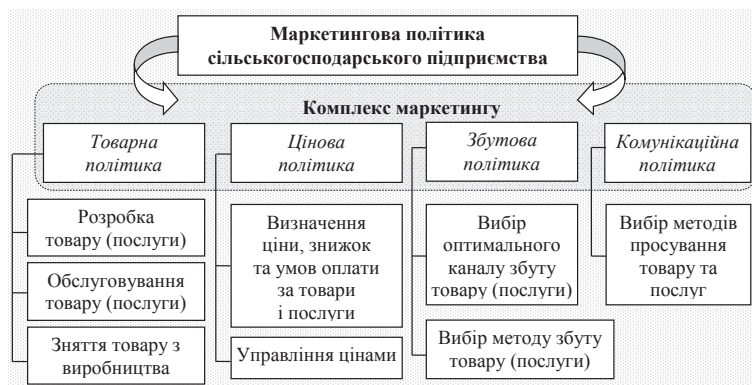 Маркетингова політика
сільськогосподарського підприємства
Комплекс маркетингу
Товарна
політика
Цінова
політика
Збутова
політика
Комунікаційна
політика
Розробка
товару (послуги)
Обслуговування
товару (послуги)
Зняття товару з
виробництва
Визначення
ціни, знижок
та умов оплати
за товари
і послуги
Управління цінами
Вибір
оптимального
каналу збуту
товару (послуги)
Вибір методу збуту
товару (послуги)
Вибір методів
просування
товару та
послуг